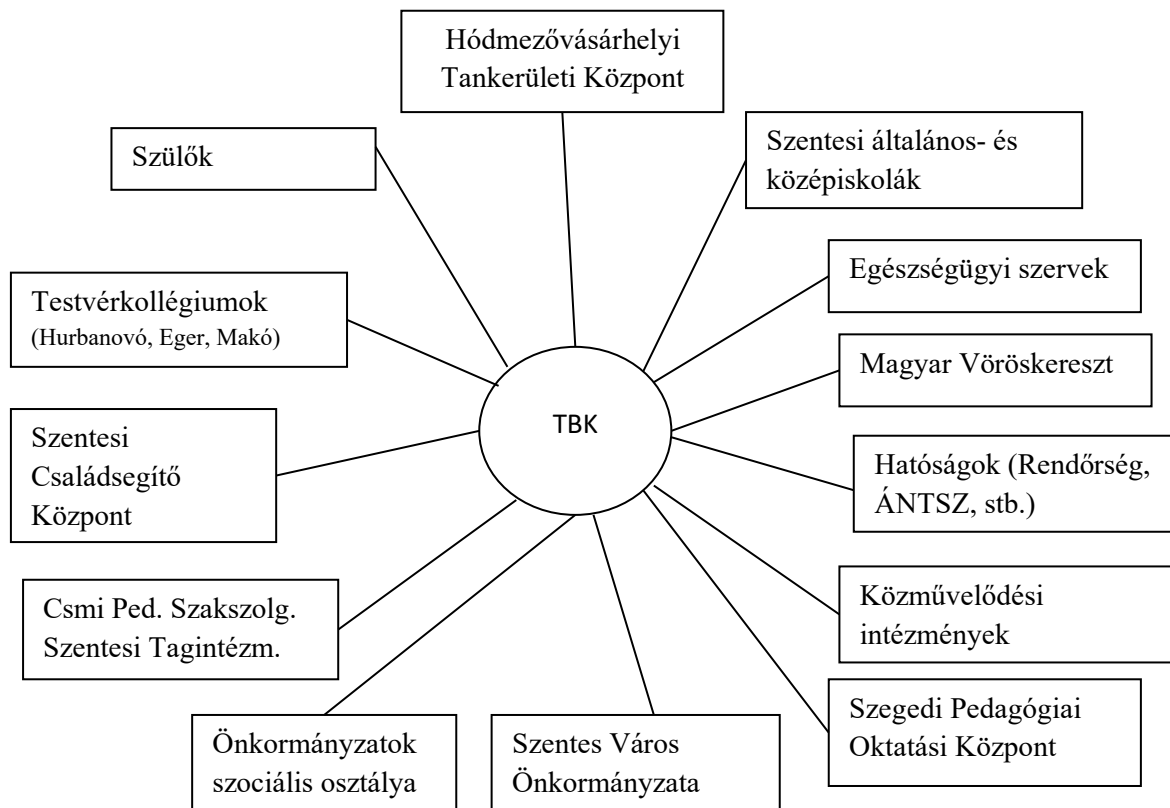 Hódmezővásárhelyi
Tankerületi Központ
Szülők
Szentesi általános- és
középiskolák
Egészségügyi szervek
Testvérkollégiumok
(Hurbanovó, Eger, Makó)
Magyar Vöröskereszt
TBK
Szentesi
Családsegítő
Központ
Hatóságok (Rendőrség,
ÁNTSZ, stb.)
Csmi Ped. Szakszolg.
Szentesi Tagintézm.
Közművelődési
intézmények
Szegedi Pedagógiai
Oktatási Központ
Önkormányzatok
szociális osztálya
Szentes Város
Önkormányzata